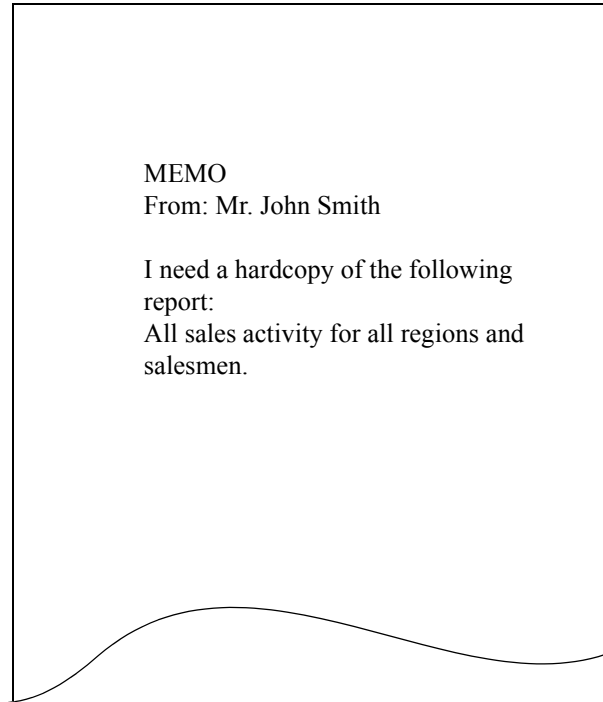 MEMO
From: Mr. John Smith
I need a hardcopy of the following
report:
All sales activity for all regions and
salesmen.